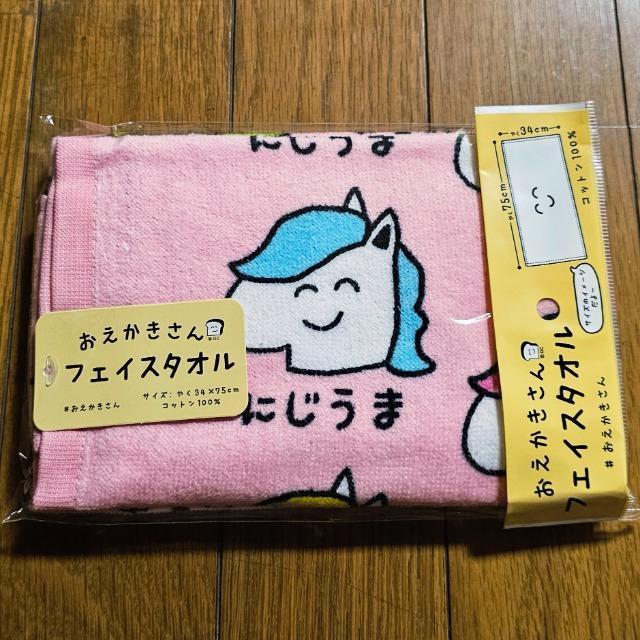 にじうま
にじうま
おえかきさん
フェイスタオル
サイズ：やく34×75cm
コットン100%
#おえかきさん
やく34cm
やく75cm
コットン100%
サイズのイメージ
だよ〜
おえかきさん
フェイスタオル
#おえかきさん